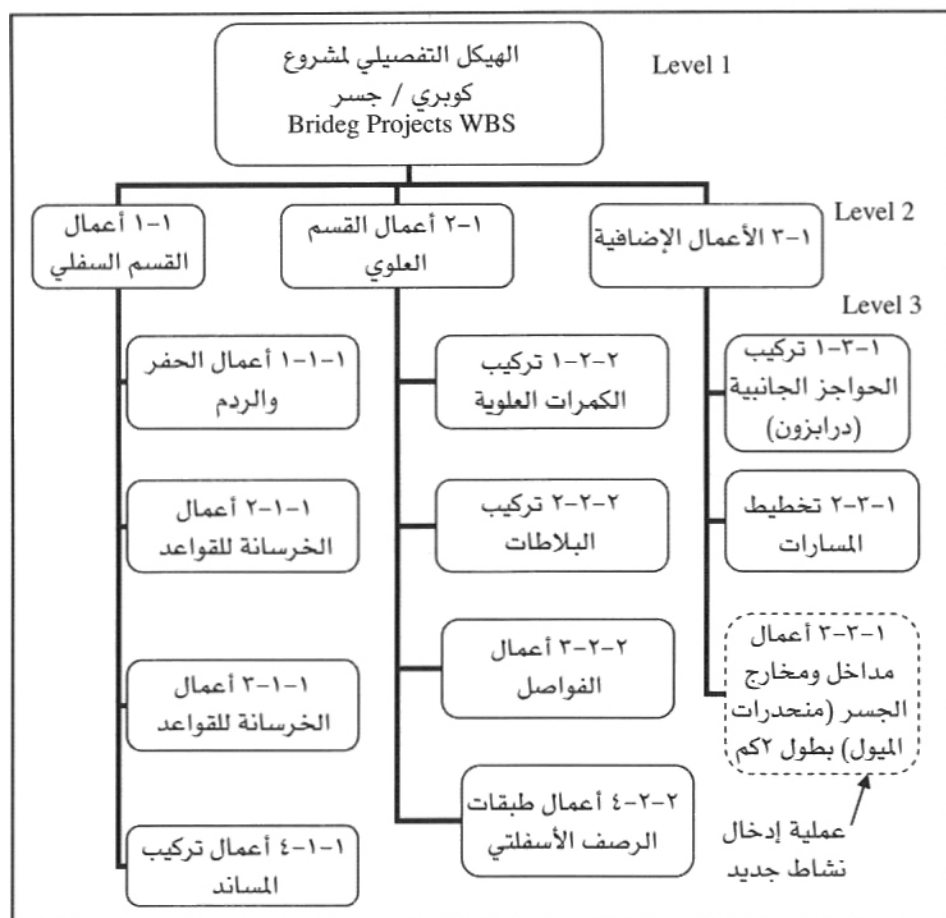 الهيكل التفصيلي لمشروع
كوبري / جسر
Brideg Projects WBS
Level 1
Level 2
١-١ أعمال
القسم السفلي
١-٢ أعمال القسم
العلوي
١-٣ الأعمال الإضافية
Level 3
١-١-١ أعمال الحفر
والردم
١-١-٢ أعمال
الخرسانة للقواعد
١-١-٣ أعمال
الخرسانة للقواعد
١-١-٤ أعمال تركيب
المساند
٢-٢-١ تركيب
الكمرات العلوية
٢-٢-٢ تركيب
البلاطات
٢-٢-٣ أعمال
الفواصل
٢-٢-٤ أعمال طبقات
الرصف الأسفلتي
١-٣-١ تركيب
الحواجز الجانبية
(درابزون)
١-٣-٢ تخطيط
المسارات
١-٣-٣ أعمال
مداخل ومخارج
الجسر (منحدرات
الميول) بطول ٢كم
عملية إدخال
نشاط جديد